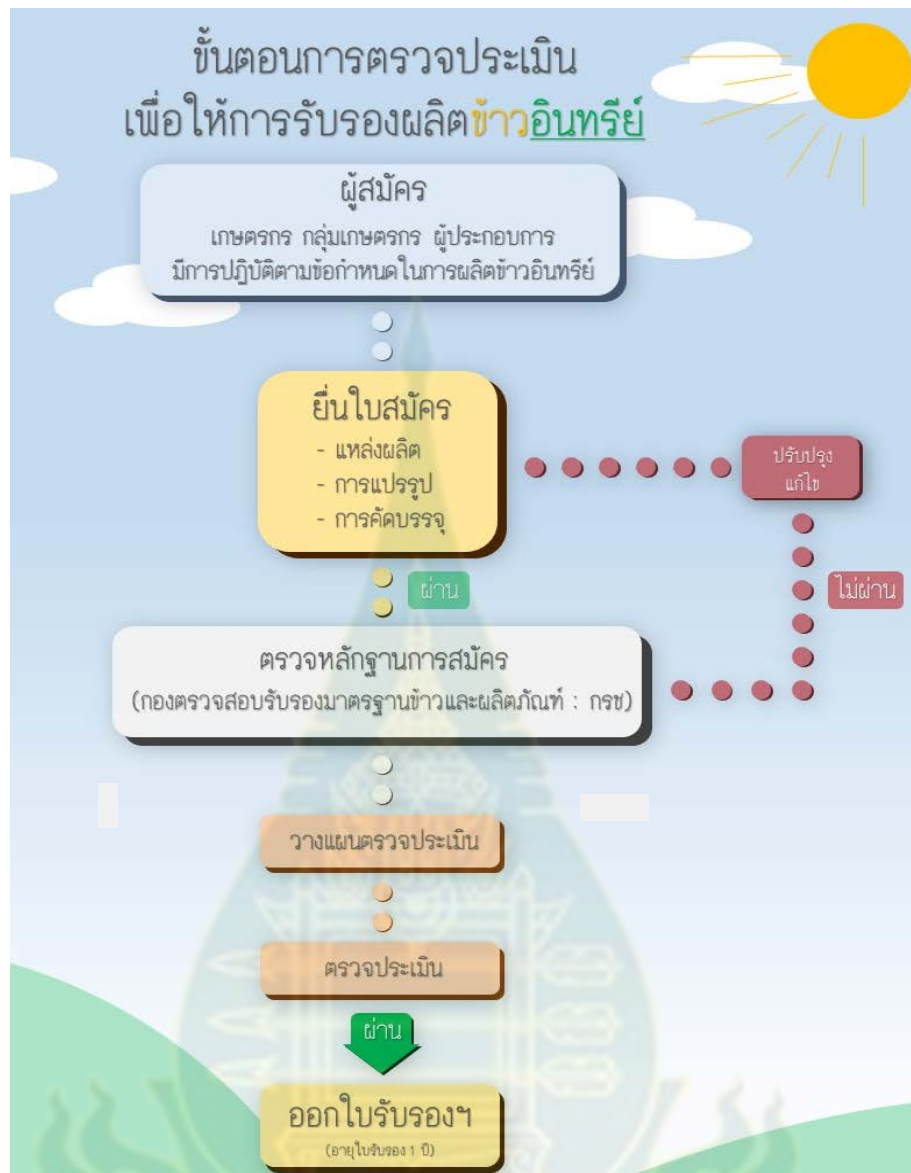 ขั้นตอนการตรวจประเมิน
เพื่อให้การรับรองผลิตข้าวอินทรีย์
ผู้สมัคร
เกษตรกร กลุ่มเกษตรกร ผู้ประกอบการ
มีการปฏิบัติตามข้อกำหนดในการผลิตข้าวอินทรีย์
ยื่นใบสมัคร
- แหล่งผลิต
- การแปรรูป
- การคัดบรรจุ
ปรับปรุง
แก้ไข
ผ่าน
ไม่ผ่าน
ตรวจหลักฐานการสมัคร
(กองตรวจสอบรับรองมาตรฐานข้าวและผลิตภัณฑ์ : กรข)
วางแผนตรวจประเมิน
ตรวจประเมิน
ผ่าน
ออกใบรับรองฯ
(อายุใบรับรอง 1 ปี)